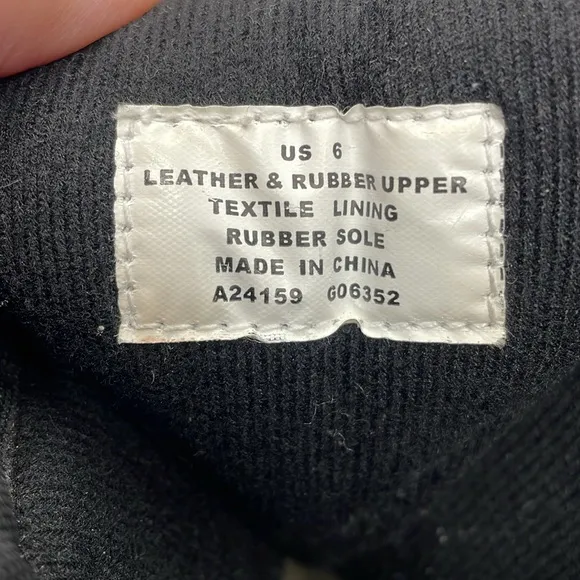 US 6
LEATHER & RUBBER UPPER
TEXTILE LINING
RUBBER SOLE
MADE IN CHINA
A24159 G06352